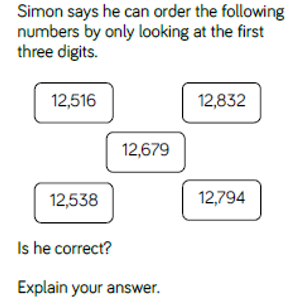 Simon says he can order the following
numbers by only looking at the first
three digits.
12,516
12,832
12,679
12,538
12,794
Is he correct?
Explain your answer.